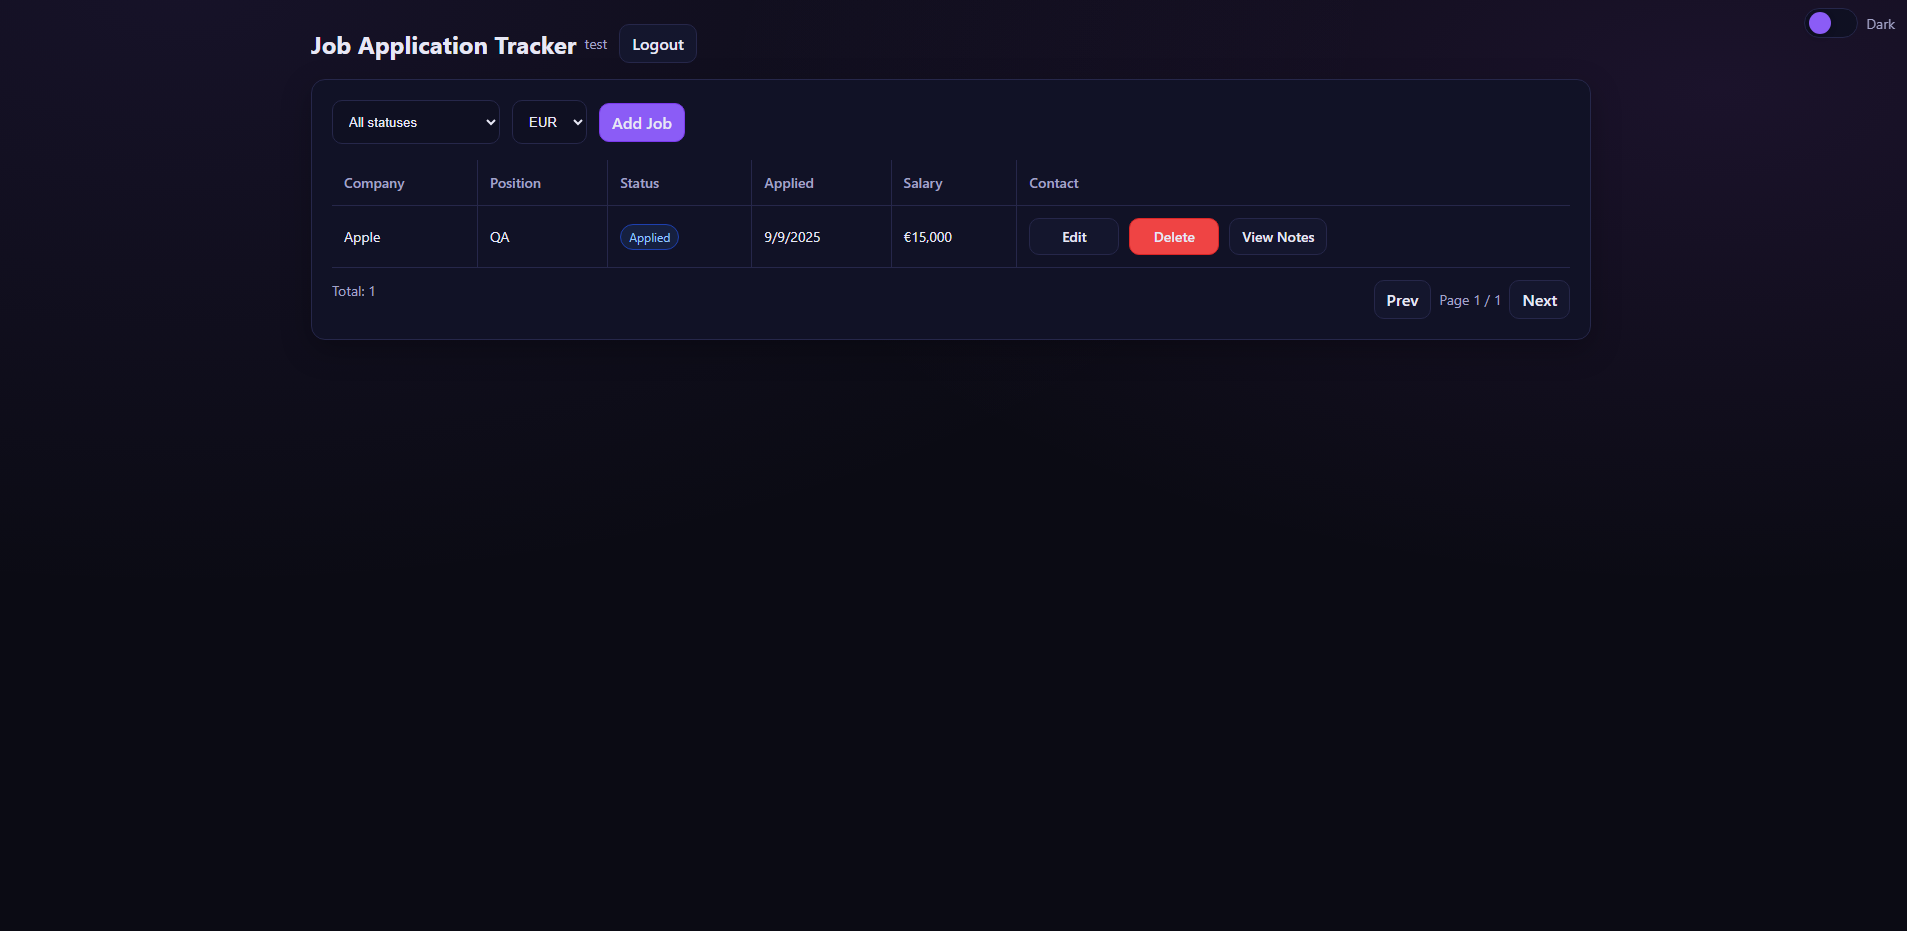 Dark
Job Application Tracker test Logout
All statuses EUR Add Job
Company Position Status Applied Salary Contact
Apple QA Applied 9/9/2025 €15,000 Edit Delete View Notes
Total: 1
Prev Page 1 / 1 Next